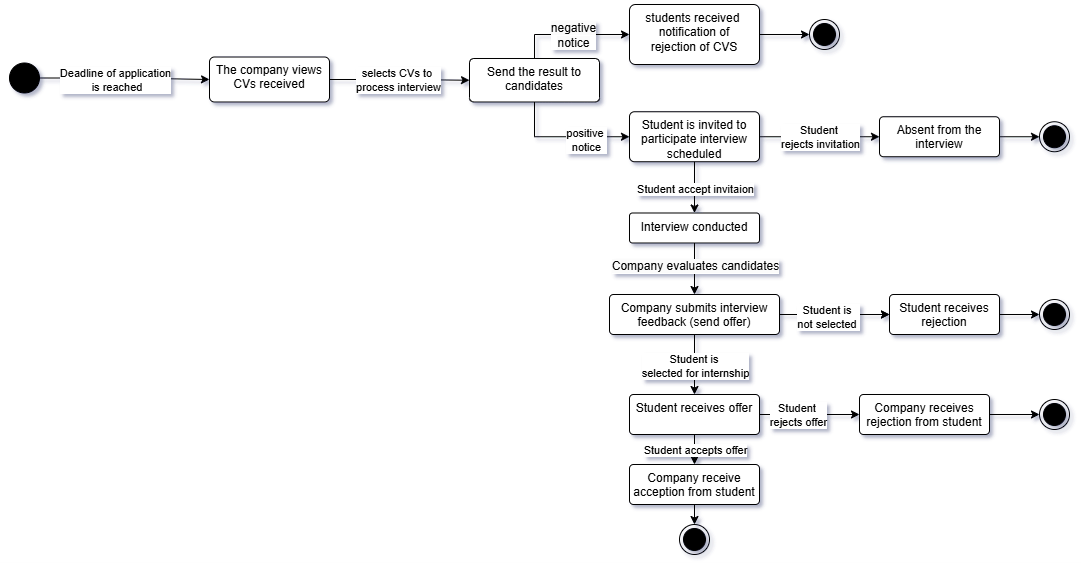 negative
notice
students received
notification of
rejection of CVS
Deadline of application
is reached
The company views
CVs received
selects CVs to
process interview
Send the result to
candidates
positive
notice
Student is invited to
participate interview
scheduled
Student
rejects invitation
Absent from the
interview
Student accept invitaion
Interview conducted
Company evaluates candidates
Company submits interview
feedback (send offer)
Student is
not selected
Student receives
rejection
Student is
selected for internship
Student receives offer
Student
rejects offer
Company receives
rejection from student
Student accepts offer
Company receive
acception from student